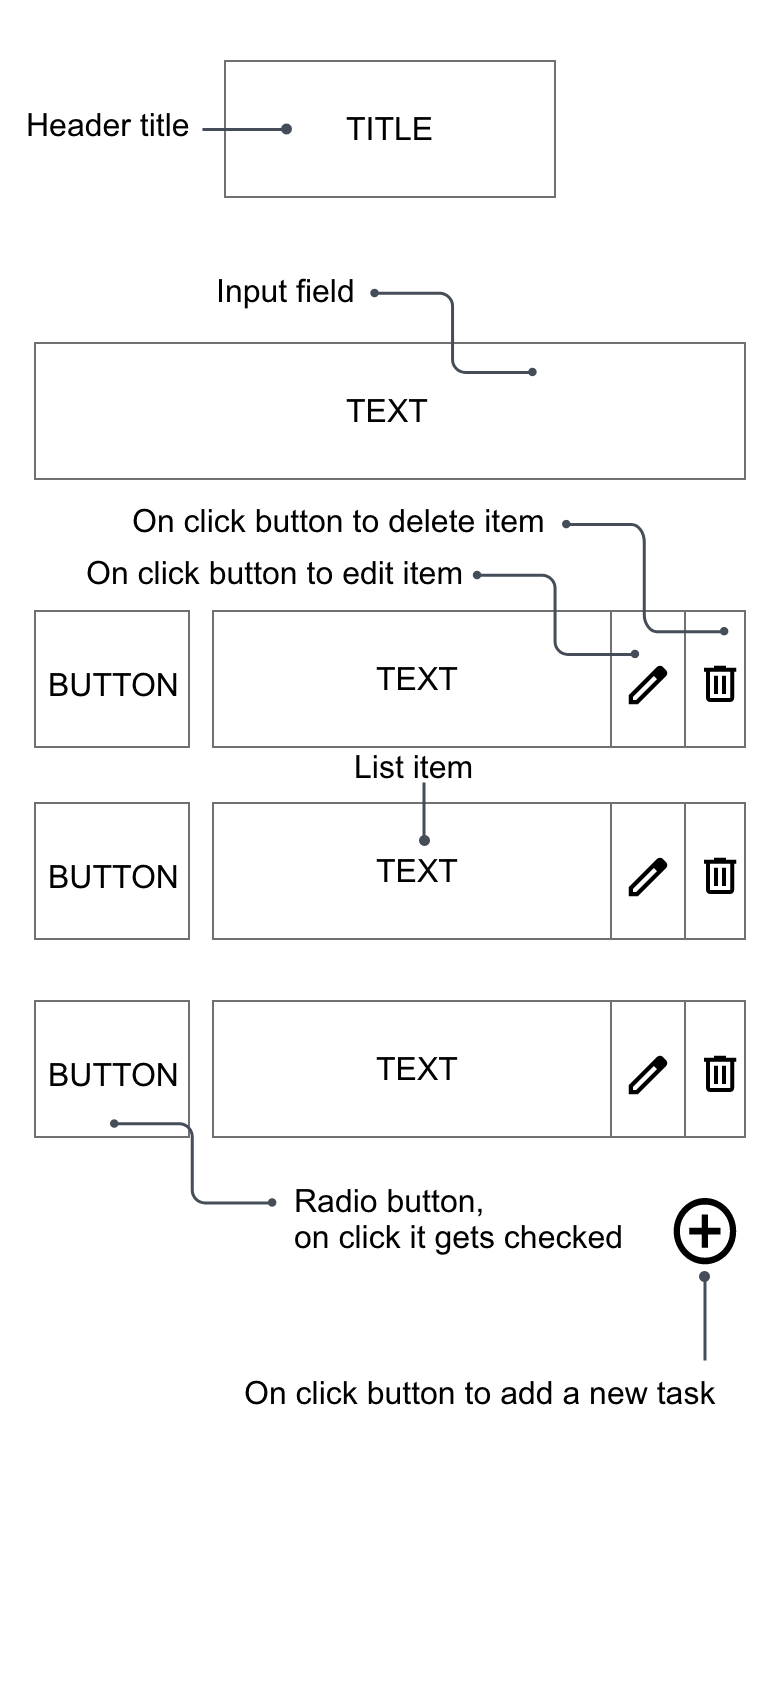 Header title
TITLE
Input field
TEXT
On click button to delete item
On click button to edit item
BUTTON
TEXT
List item
BUTTON
TEXT
BUTTON
TEXT
Radio button,
on click it gets checked
On click button to add a new task